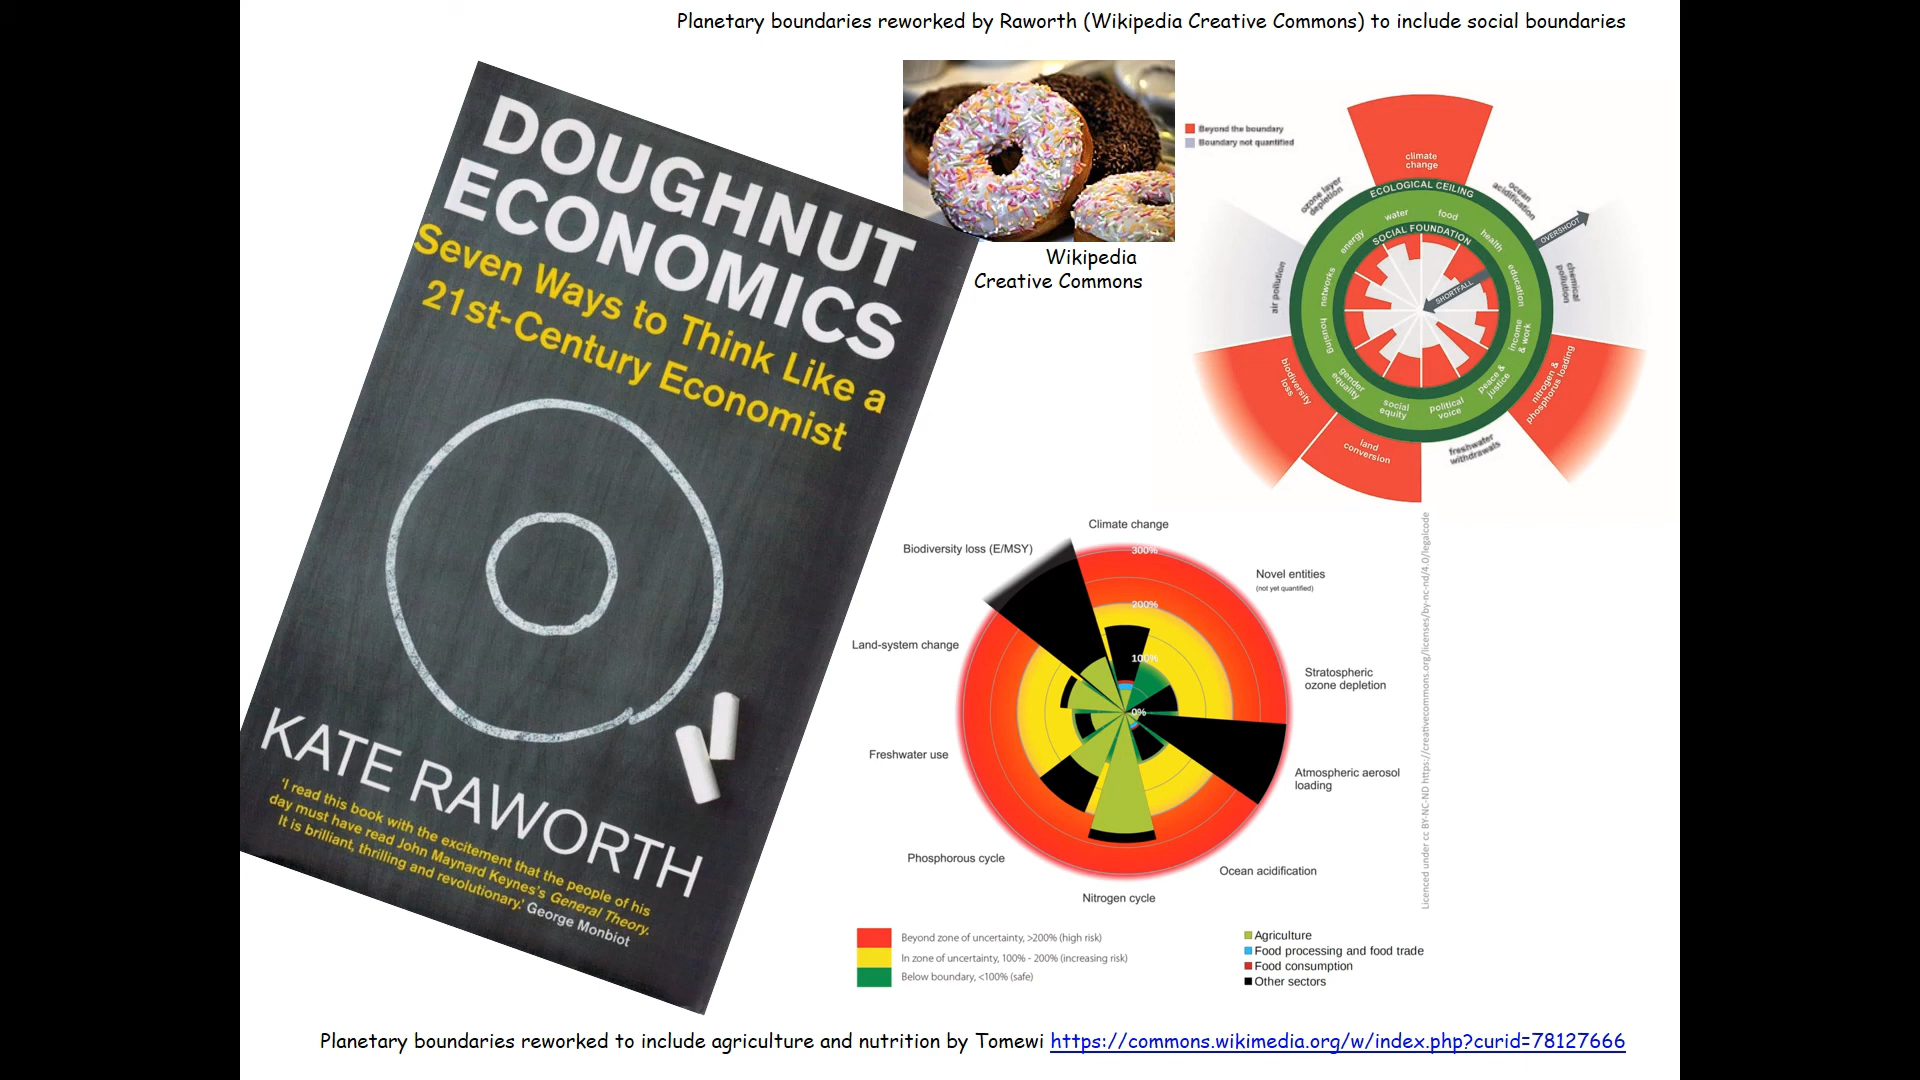 Planetary boundaries reworked by Raworth (Wikipedia Creative Commons) to include social boundaries
DOUGHNUT
ECONOMICS
Seven Ways to Think Like a
21st-Century Economist
KATE RAWORTH
‘I read this book with the excitement that the people of his
day must have read John Maynard Keynes's General Theory.
It is brilliant, thrilling and revolutionary.’ George Monbiot
Wikipedia
Creative Commons
Beyond the boundary
Boundary not quantified
climate
change
ozone layer
depletion
ocean
acidification
ECOLOGICAL CEILING
OVERSHOOT
water
food
energy
SOCIAL FOUNDATION
health
air pollution
networks
SHORTFALL
education
chemical
pollution
housing
income
& work
biodiversity
loss
gender
equality
peace &
justice
nitrogen &
phosphorus loading
social
equity
political
voice
land
conversion
freshwater
withdrawals
Climate change
Biodiversity loss (E/MSY)
300%
Novel entities
(not yet quantified)
200%
Land-system change
100%
Stratospheric
ozone depletion
0%
Freshwater use
Atmospheric aerosol
loading
Phosphorous cycle
Ocean acidification
Nitrogen cycle
Beyond zone of uncertainty, >200% (high risk)
In zone of uncertainty, 100% - 200% (increasing risk)
Below boundary, <100% (safe)
Agriculture
Food processing and food trade
Food consumption
Other sectors
Licenced under cc BY-NC-ND https://creativecommons.org/licenses/by-nc-nd/4.0/legalcode
Planetary boundaries reworked to include agriculture and nutrition by Tomewi https://commons.wikimedia.org/w/index.php?curid=78127666